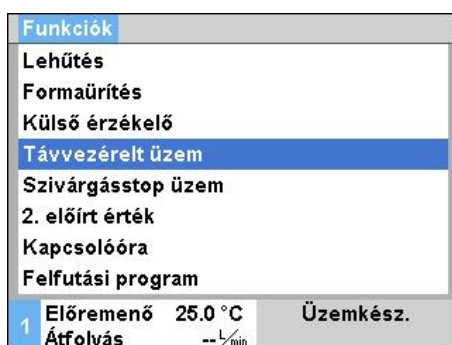 Funkciók
Lehűtés
Formaürítés
Külső érzékelő
Távvezérelt üzem
Szivárgásstop üzem
2. előírt érték
Kapcsolóóra
Felfutási program
1 Előremenő 25.0 °C Üzemkész.
Átfolyás -- L/min